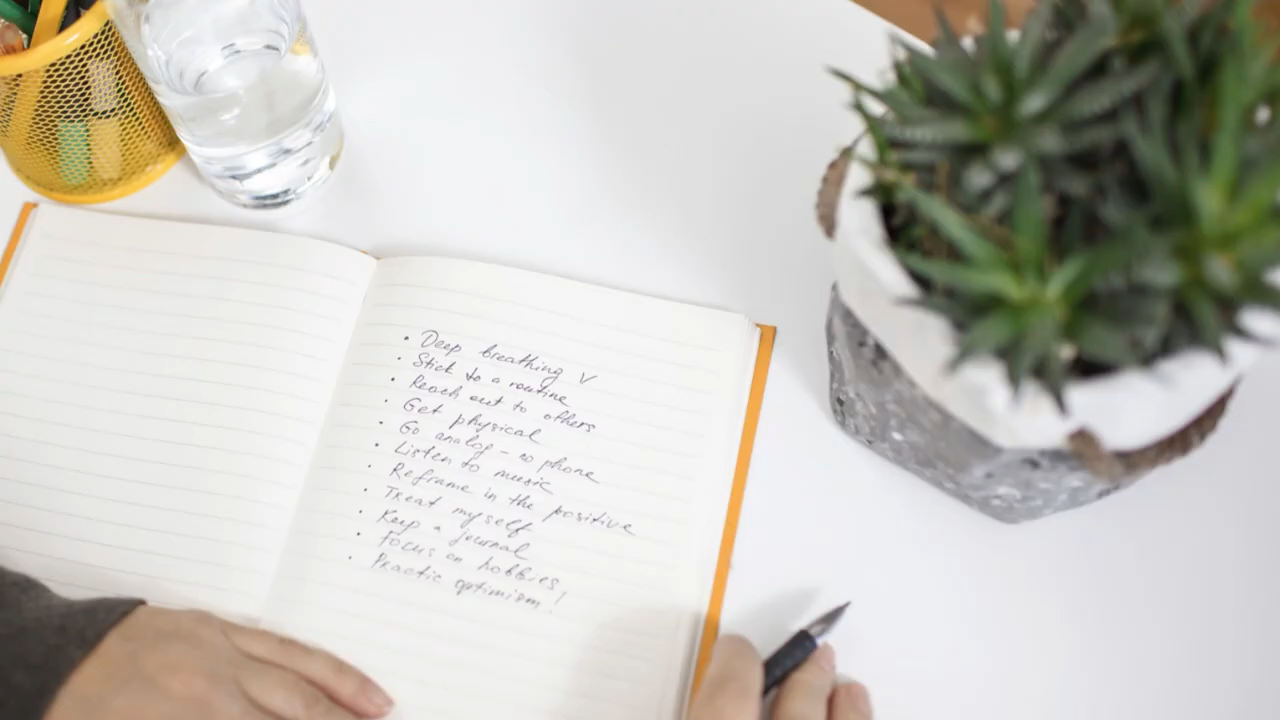 • Deep breathing V
• Stick to a routine
• Reach out to others
• Get physical
• Go analog - no phone
• Listen to music
• Reframe in the positive
• Treat myself
• Keep a journal
• Focus on hobbies!
• Practic optimism!